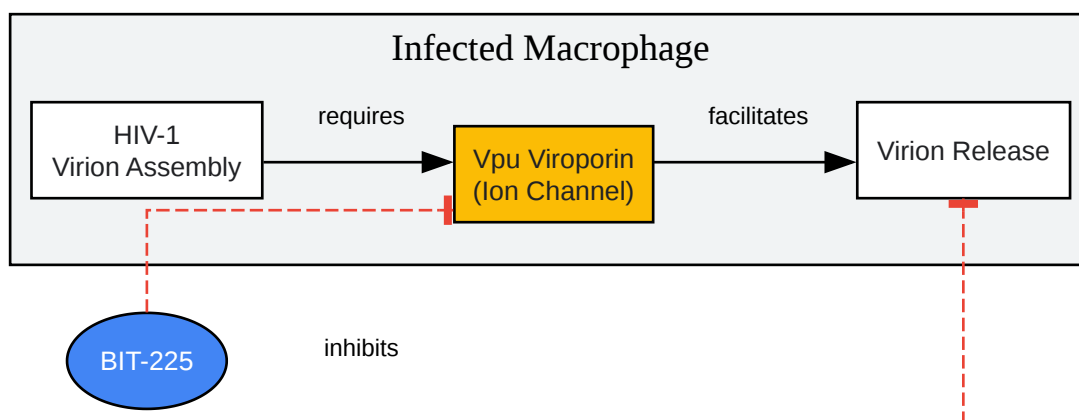 Infected Macrophage
HIV-1
Virion Assembly
requires
Vpu Viroporin
(Ion Channel)
facilitates
Virion Release
BIT-225
inhibits